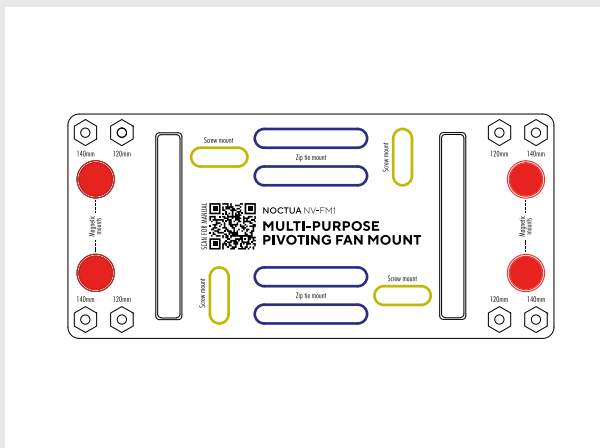 140mm
120mm
Screw mount
Zip tie mount
Screw mount
120mm
140mm
Magnetic
mounts
SCAN FOR MANUAL
NOCTUA NV-FM1
MULTI-PURPOSE
PIVOTING FAN MOUNT
Magnetic
mounts
140mm
120mm
Screw mount
Zip tie mount
Screw mount
120mm
140mm